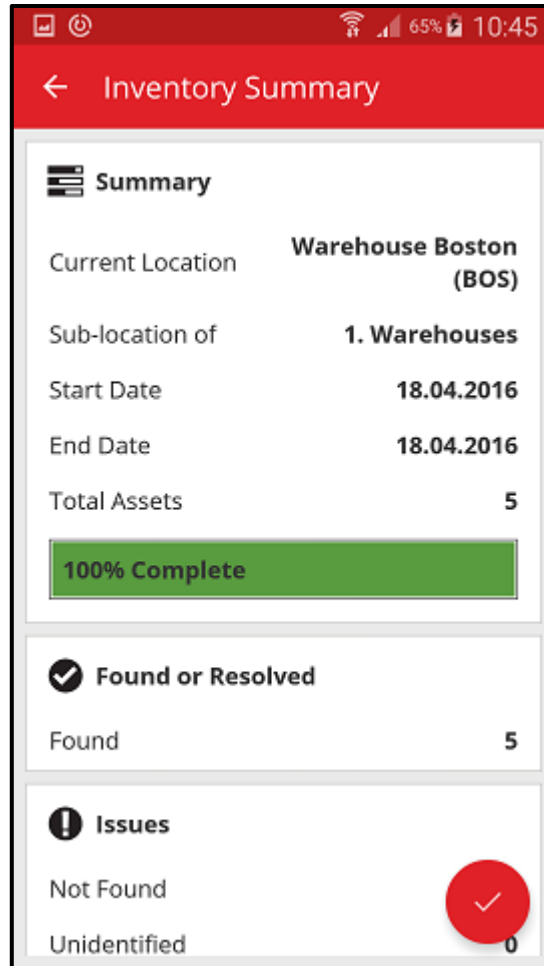 65% 10:45
Inventory Summary
Summary
Current Location Warehouse Boston
(BOS)
Sub-location of 1. Warehouses
Start Date 18.04.2016
End Date 18.04.2016
Total Assets 5
100% Complete
Found or Resolved
Found 5
Issues
Not Found
Unidentified 0